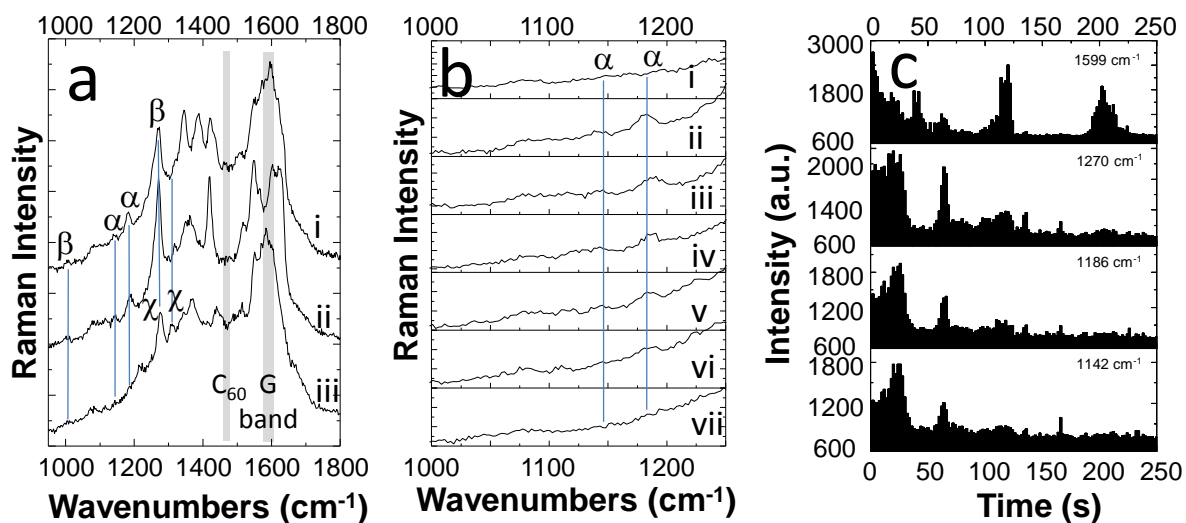 1000 1200 1400 1600 1800
a
β
α
α
β
χ
χ
i
ii
iii
C60 G
band
1000 1200 1400 1600 1800
Wavenumbers (cm-1)
Raman Intensity
1000 1100 1200
b
α α
i
ii
iii
iv
v
vi
vii
1000 1100 1200
Wavenumbers (cm-1)
Raman Intensity
0 50 100 150 200 250
c
3000
1800
600
1599 cm-1
2000
1400
600
1270 cm-1
1800
1200
600
1186 cm-1
1800
1200
600
1142 cm-1
0 50 100 150 200 250
Time (s)
Intensity (a.u.)